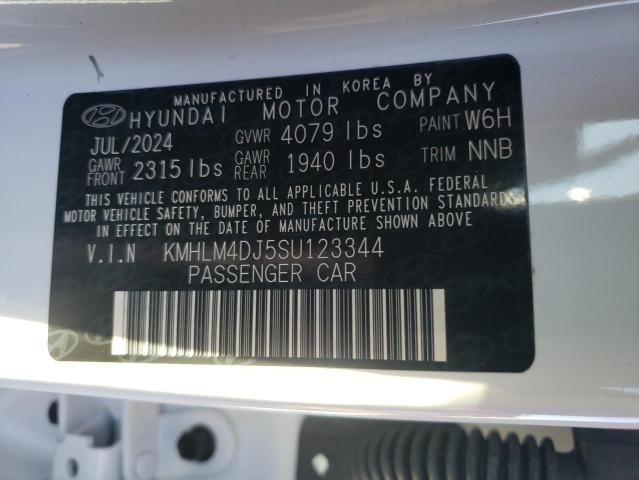 MANUFACTURED IN KOREA BY
HYUNDAI MOTOR COMPANY
JUL/2024 GVWR 4079 lbs PAINT W6H
GAWR FRONT 2315 lbs GAWR REAR 1940 lbs TRIM NNB
THIS VEHICLE CONFORMS TO ALL APPLICABLE U.S.A. FEDERAL
MOTOR VEHICLE SAFETY, BUMPER, AND THEFT PREVENTION STANDARDS
IN EFFECT ON THE DATE OF MANUFACTURE SHOWN ABOVE.
V.I.N KMHLM4DJ5SU123344
PASSENGER CAR